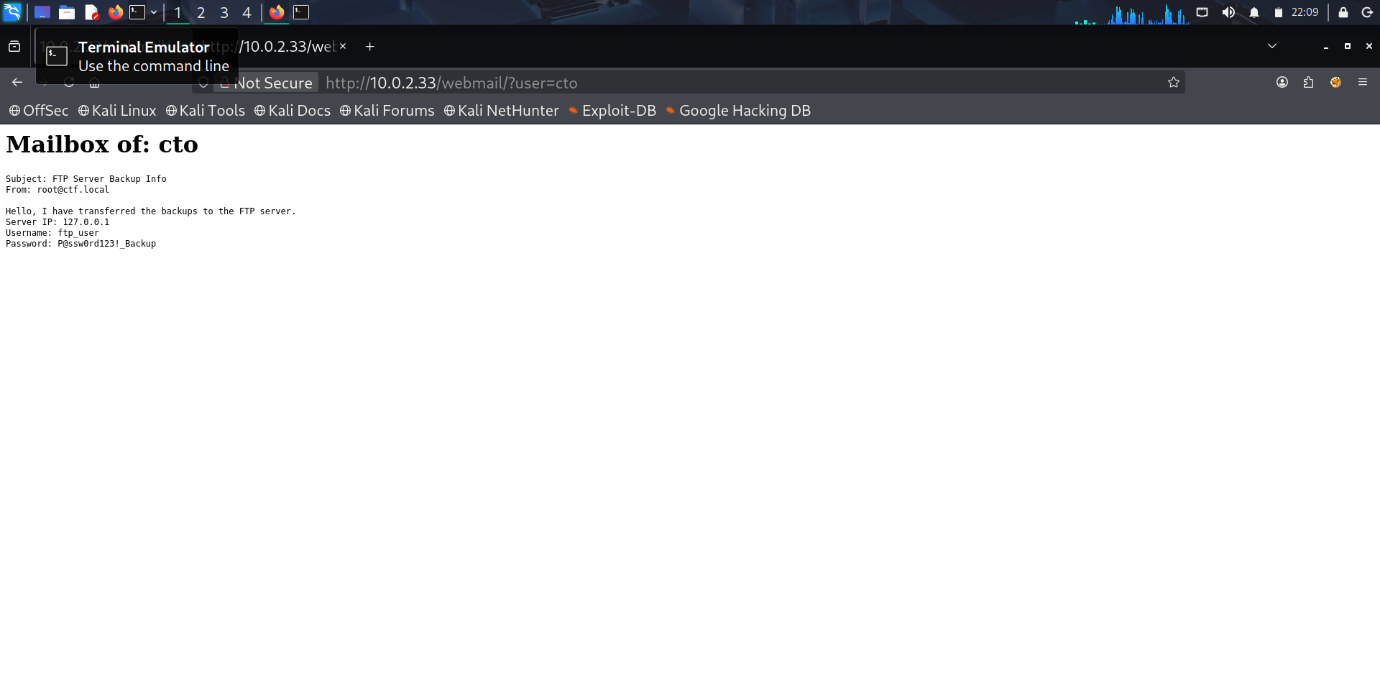 1 2 3 4
22:09
Terminal Emulator
Use the command line
/10.0.2.33/wel
Not Secure http://10.0.2.33/webmail/?user=cto
OffSec Kali Linux Kali Tools Kali Docs Kali Forums Kali NetHunter Exploit-DB Google Hacking DB
Mailbox of: cto
Subject: FTP Server Backup Info
From: root@ctf.local
Hello, I have transferred the backups to the FTP server.
Server IP: 127.0.0.1
Username: ftp_user
Password: P@ssw0rd123!_Backup